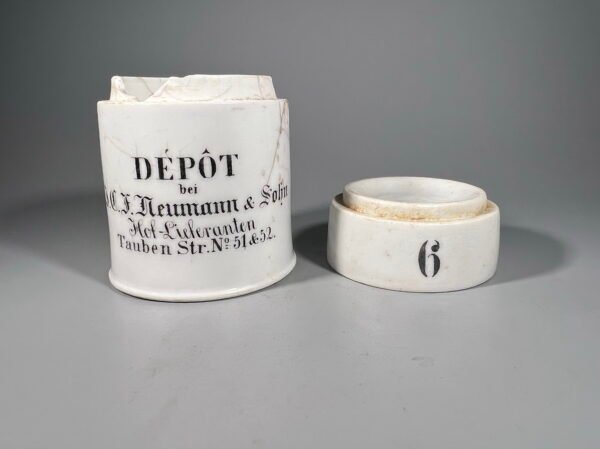 DÉPÔT
bei
C. F. Neumann & Sohn
Hof-Lieferanten
Tauben Str. No. 51 & 52.
6